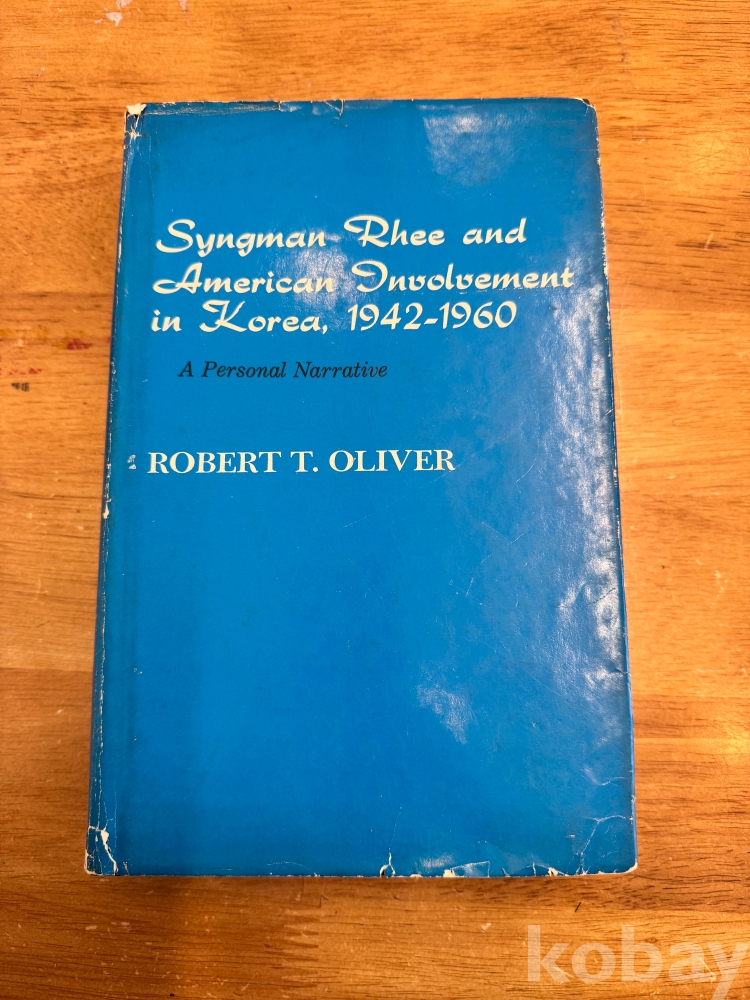 Syngman Rhee and
American Involvement
in Korea, 1942-1960
A Personal Narrative
ROBERT T. OLIVER
kobay